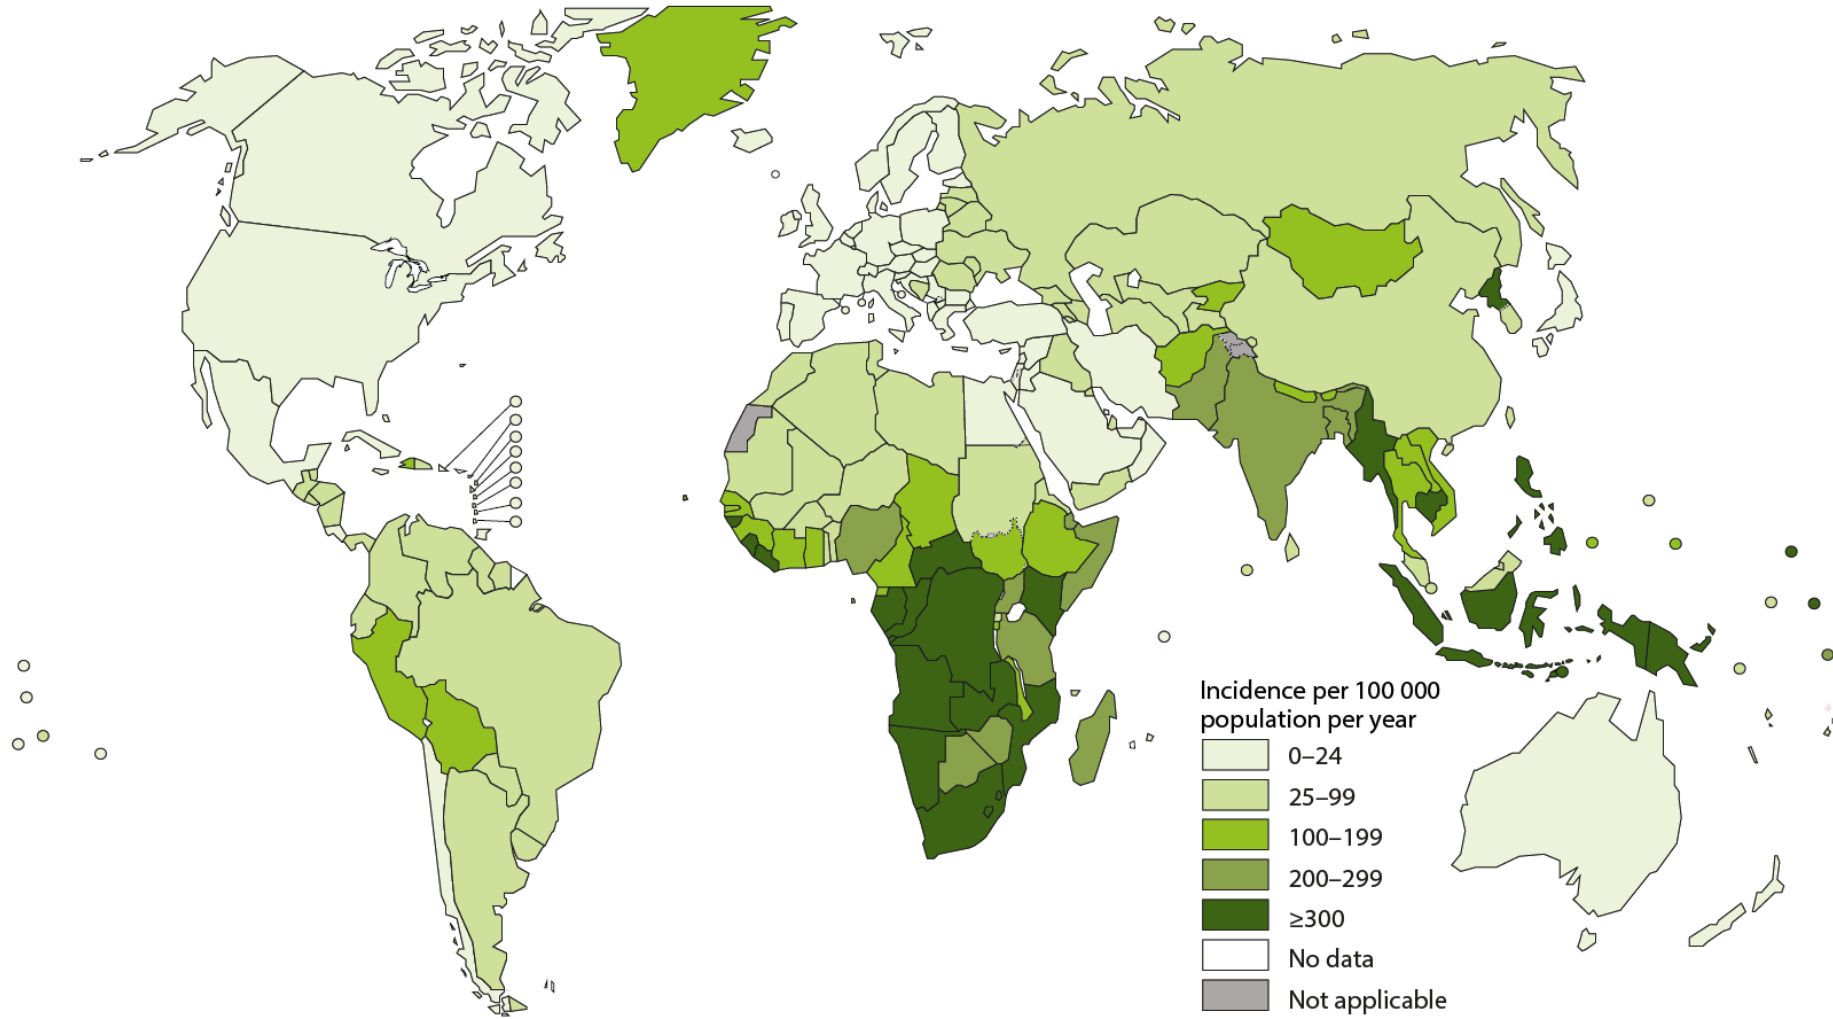 Incidence per 100 000
population per year
0–24
25–99
100–199
200–299
≥300
No data
Not applicable